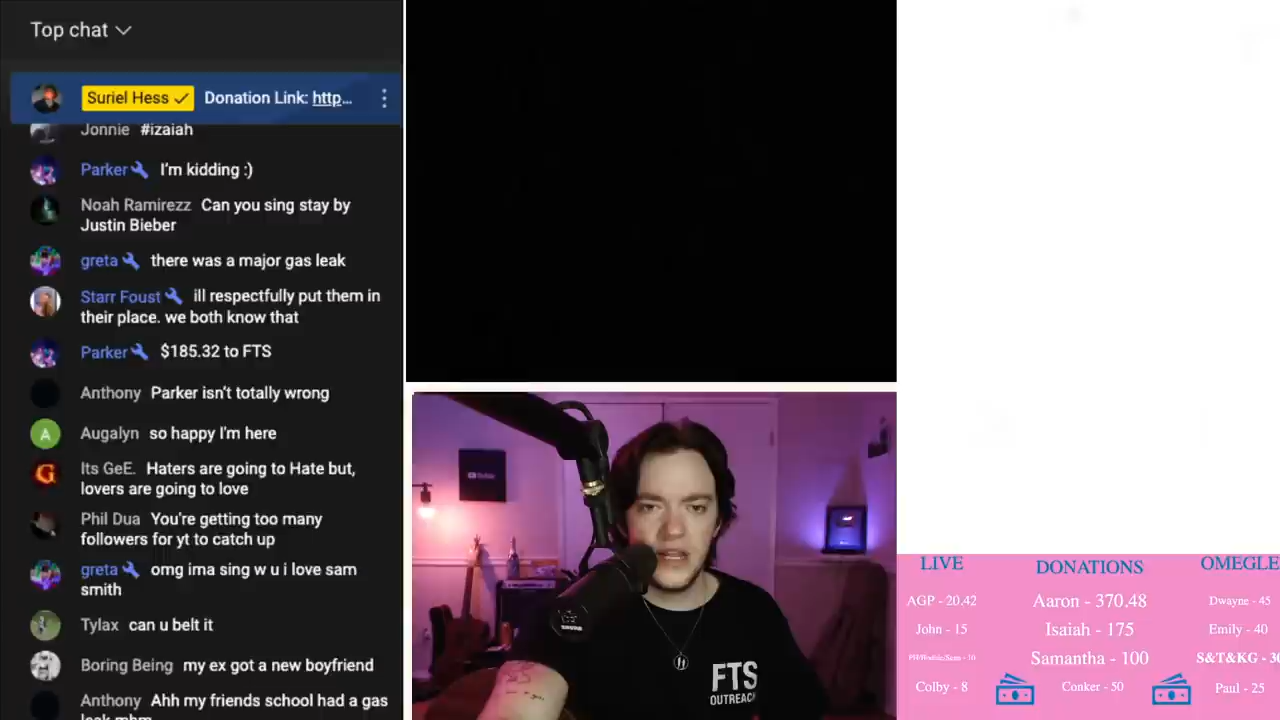 Top chat
Suriel Hess Donation Link: http...
Jonnie #izaiah
Parker I'm kidding :)
Noah Ramirezz Can you sing stay by
Justin Bieber
greta there was a major gas leak
Starr Foust ill respectfully put them in
their place. we both know that
Parker $185.32 to FTS
Anthony Parker isn't totally wrong
A
Augalyn so happy I'm here
G
Its GeE. Haters are going to Hate but,
lovers are going to love
Phil Dua You're getting too many
followers for yt to catch up
greta omg ima sing w u i love sam
smith
Tylax can u belt it
Boring Being my ex got a new boyfriend
Anthony Ahh my friends school had a gas
leak mhm
YouTube
FTS
OUTREACH
LIVE
AGP - 20.42
John - 15
Colby - 8
DONATIONS
Aaron - 370.48
Isaiah - 175
Samantha - 100
Conker - 50
OMEGLE
Dwayne - 45
Emily - 40
S&T&KG - 30
Paul - 25